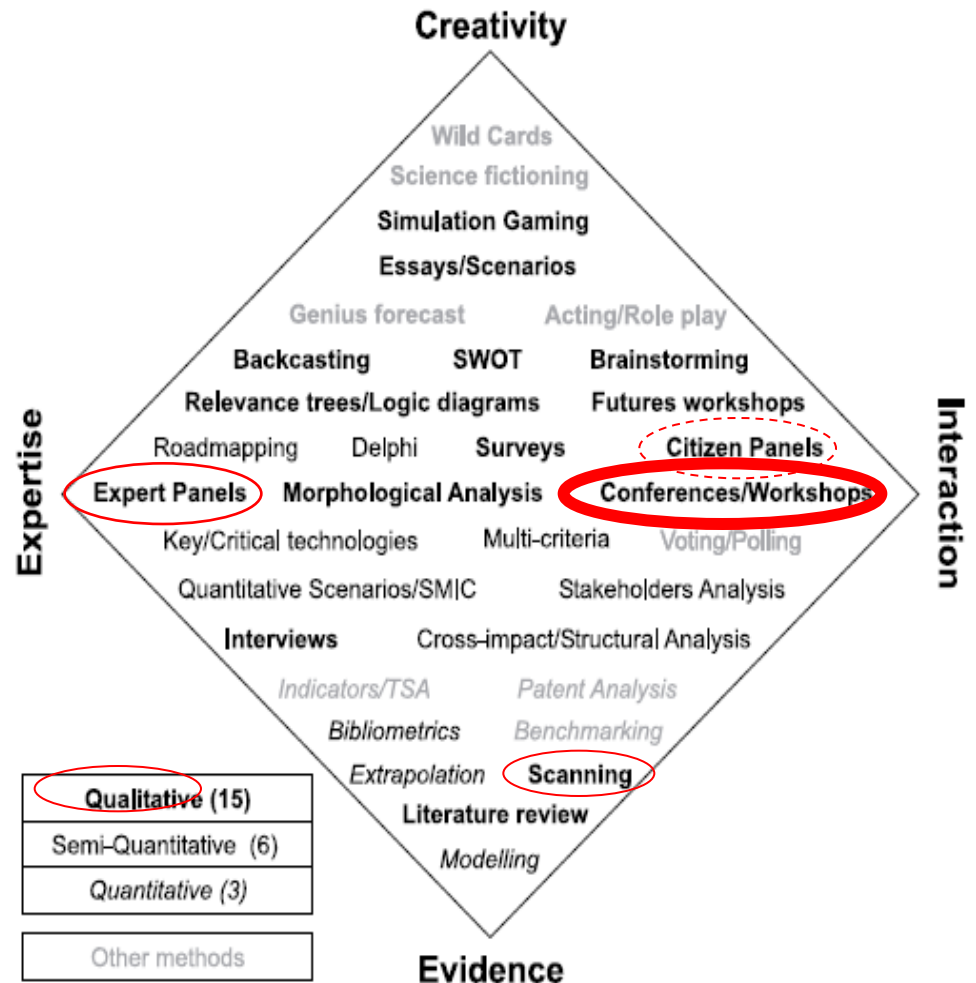 Creativity
Wild Cards
Science fictioning
Simulation Gaming
Essays/Scenarios
Genius forecast Acting/Role play
Backcasting SWOT Brainstorming
Relevance trees/Logic diagrams Futures workshops
Roadmapping Delphi Surveys Citizen Panels
Expert Panels Morphological Analysis Conferences/Workshops
Key/Critical technologies Multi-criteria Voting/Polling
Quantitative Scenarios/SMIC Stakeholders Analysis
Interviews Cross-impact/Structural Analysis
Indicators/TSA Patent Analysis
Bibliometrics Benchmarking
Extrapolation Scanning
Literature review
Modelling
Evidence
Expertise
Interaction
Qualitative (15)
Semi-Quantitative (6)
Quantitative (3)
Other methods